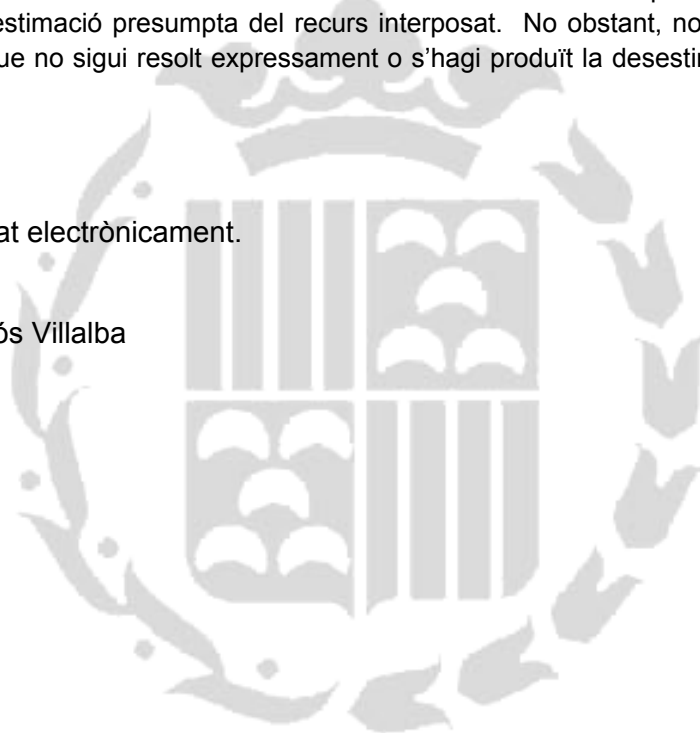 estimació presumpta del recurs interposat. No obstant, no
ue no sigui resolt expressament o s’hagi produït la desestim
at electrònicament.
ós Villalba